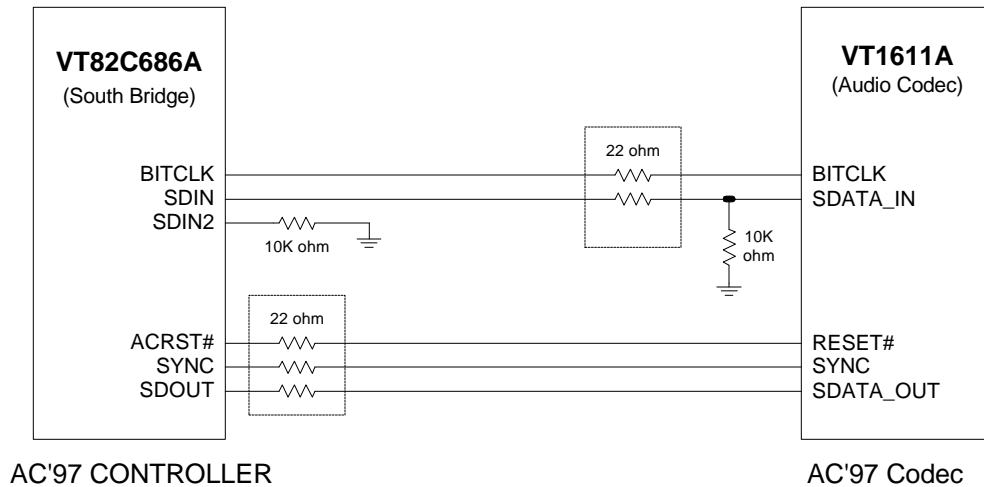 VT82C686A
(South Bridge)
BITCLK
SDIN
SDIN2
10K ohm
22 ohm
10K
ohm
22 ohm
ACRST#
SYNC
SDOUT
AC'97 CONTROLLER
VT1611A
(Audio Codec)
BITCLK
SDATA_IN
RESET#
SYNC
SDATA_OUT
AC'97 Codec